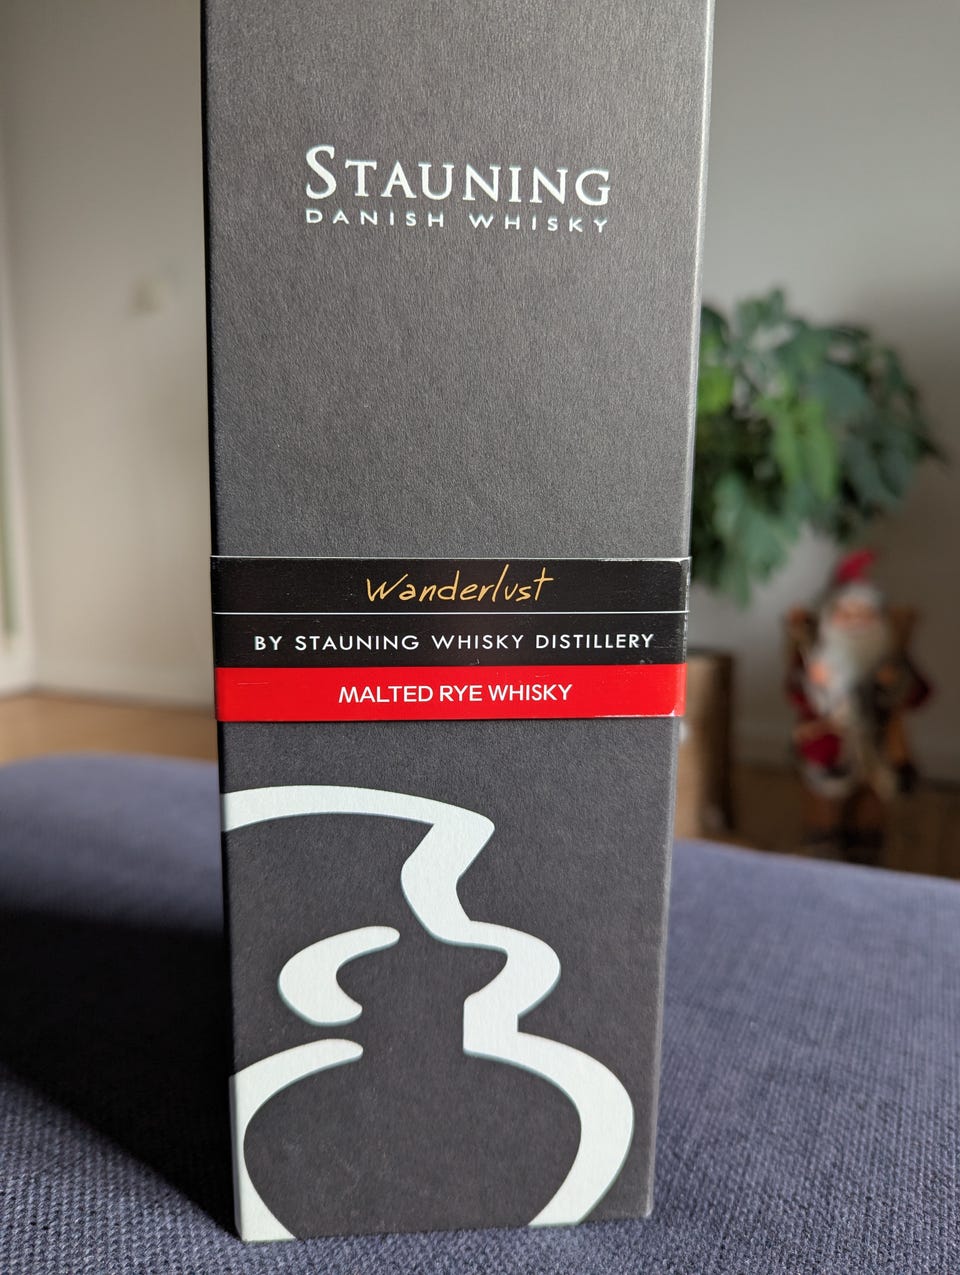 STAUNING
DANISH WHISKY
Wanderlust
BY STAUNING WHISKY DISTILLERY
MALTED RYE WHISKY